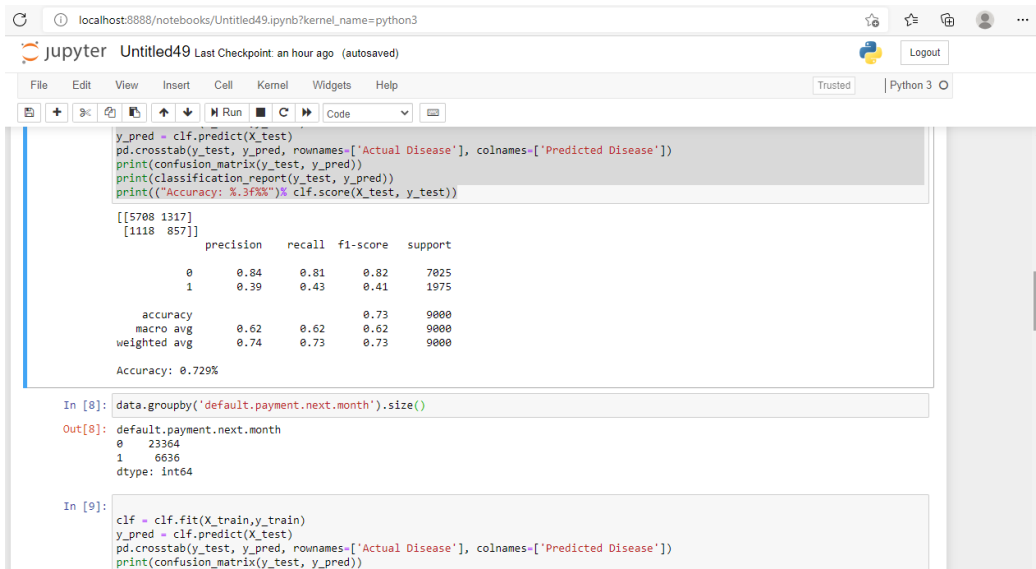 localhost:8888/notebooks/Untitled49.ipynb?kernel_name=python3
jupyter Untitled49 Last Checkpoint: an hour ago (autosaved)
Logout
File Edit View Insert Cell Kernel Widgets Help
Trusted
Python 3
Run
Code
y_pred = clf.predict(X_test)
pd.crosstab(y_test, y_pred, rownames=['Actual Disease'], colnames=['Predicted Disease'])
print(confusion_matrix(y_test, y_pred))
print(classification_report(y_test, y_pred))
print(("Accuracy: %.3f%%")% clf.score(X_test, y_test))
[[5708 1317]
[1118 857]]
precision recall f1-score support
0 0.84 0.81 0.82 7025
1 0.39 0.43 0.41 1975
accuracy 0.73 9000
macro avg 0.62 0.62 0.62 9000
weighted avg 0.74 0.73 0.73 9000
Accuracy: 0.729%
In [8]: data.groupby('default.payment.next.month').size()
Out[8]: default.payment.next.month
0 23364
1 6636
dtype: int64
In [9]:
clf = clf.fit(X_train,y_train)
y_pred = clf.predict(X_test)
pd.crosstab(y_test, y_pred, rownames=['Actual Disease'], colnames=['Predicted Disease'])
print(confusion_matrix(y_test, y_pred))